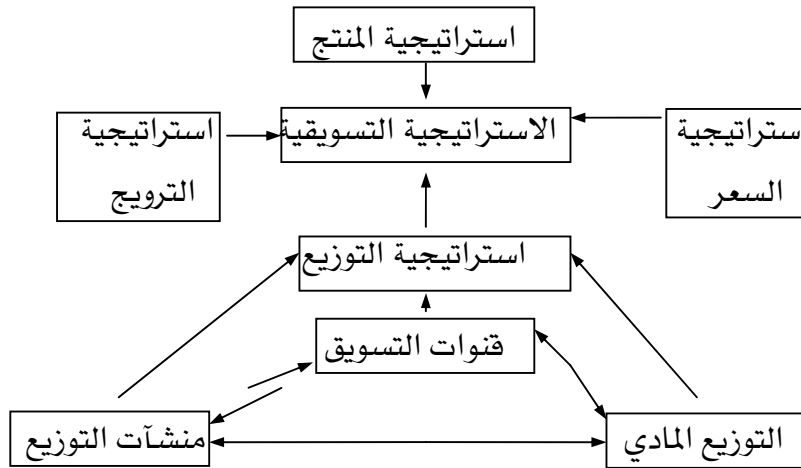 استراتيجية المنتج
ستراتيجية
السعر
الاستراتيجية التسويقية
استراتيجية
الترويج
استراتيجية التوزيع
قنوات التسويق
التوزيع المادي
منشآت التوزيع